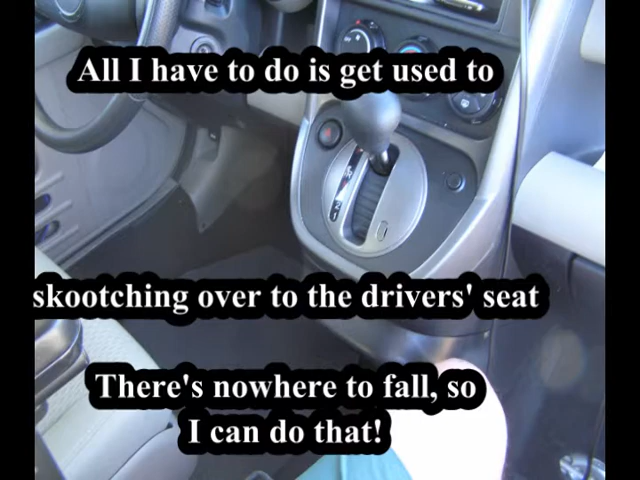 All I have to do is get used to
skootching over to the drivers' seat
There's nowhere to fall, so
I can do that!